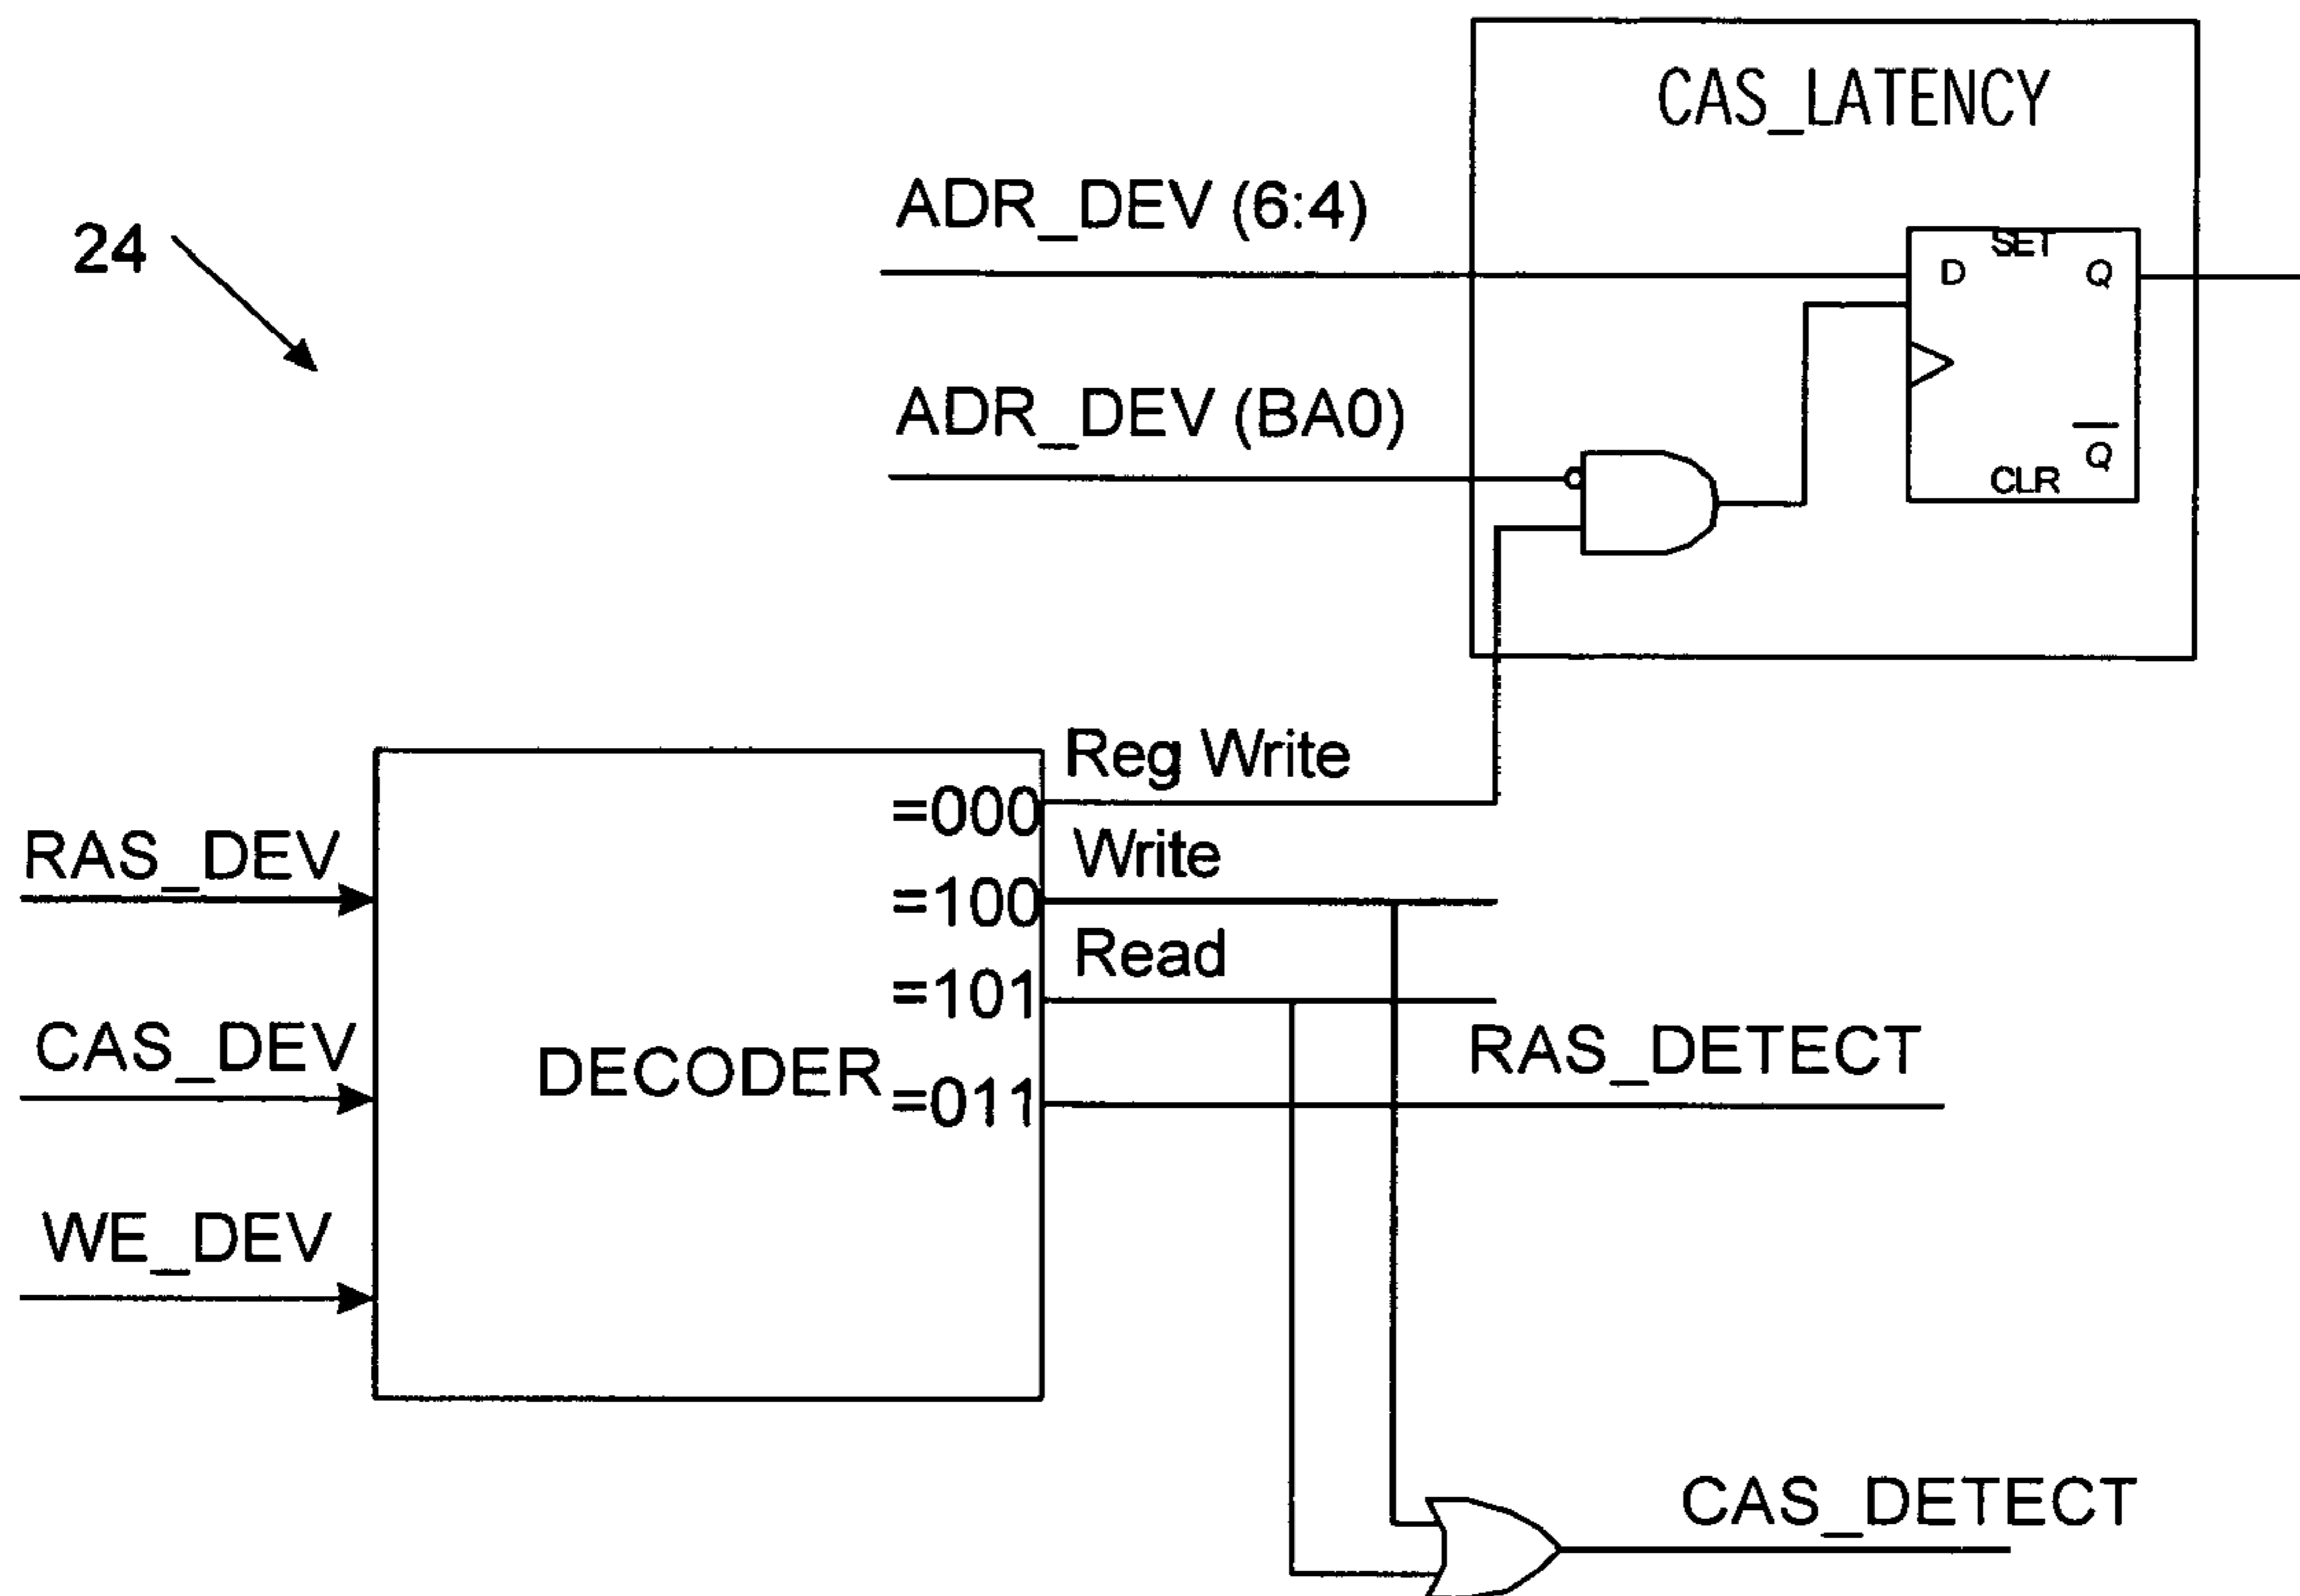 CAS_LATENCY
ADR_DEV (6:4)
24
SET
D
Q
ADR_DEV (BA0)
Q
CLR
Reg Write
=000
RAS_DEV
Write
=100
Read
=101
CAS_DEV
RAS_DETECT
DECODER
=011
WE_DEV
CAS_DETECT